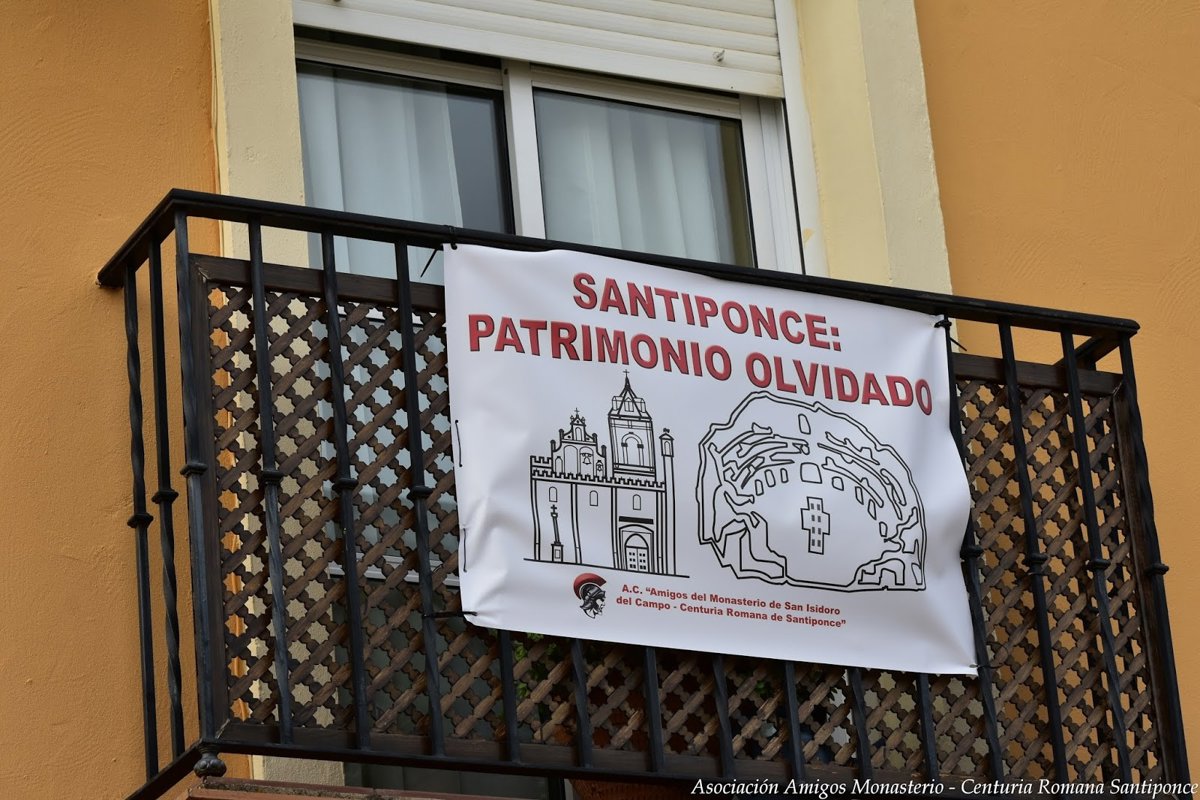 SANTIPONCE:
PATRIMONIO OLVIDADO
A.C. "Amigos del Monasterio de San Isidoro
del Campo - Centuria Romana de Santiponce"
Asociación Amigos Monasterio - Centuria Romana Santiponce